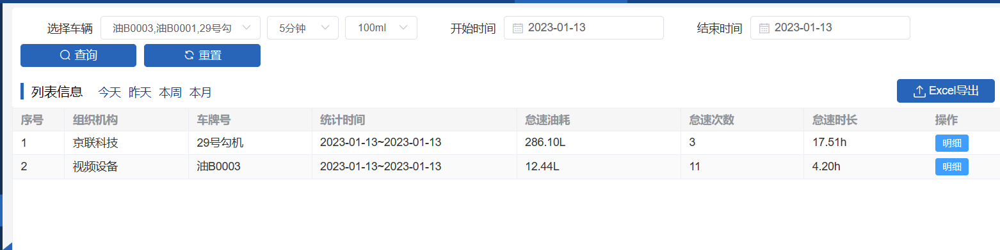 选择车辆 油B0003,油B0001,29号勾 5分钟 100ml 开始时间 2023-01-13 结束时间 2023-01-13
查询 重置
列表信息 今天 昨天 本周 本月 Excel导出
序号 组织机构 车牌号 统计时间 怠速油耗 怠速次数 怠速时长 操作
1 京联科技 29号勾机 2023-01-13~2023-01-13 286.10L 3 17.51h 明细
2 视频设备 油B0003 2023-01-13~2023-01-13 12.44L 11 4.20h 明细